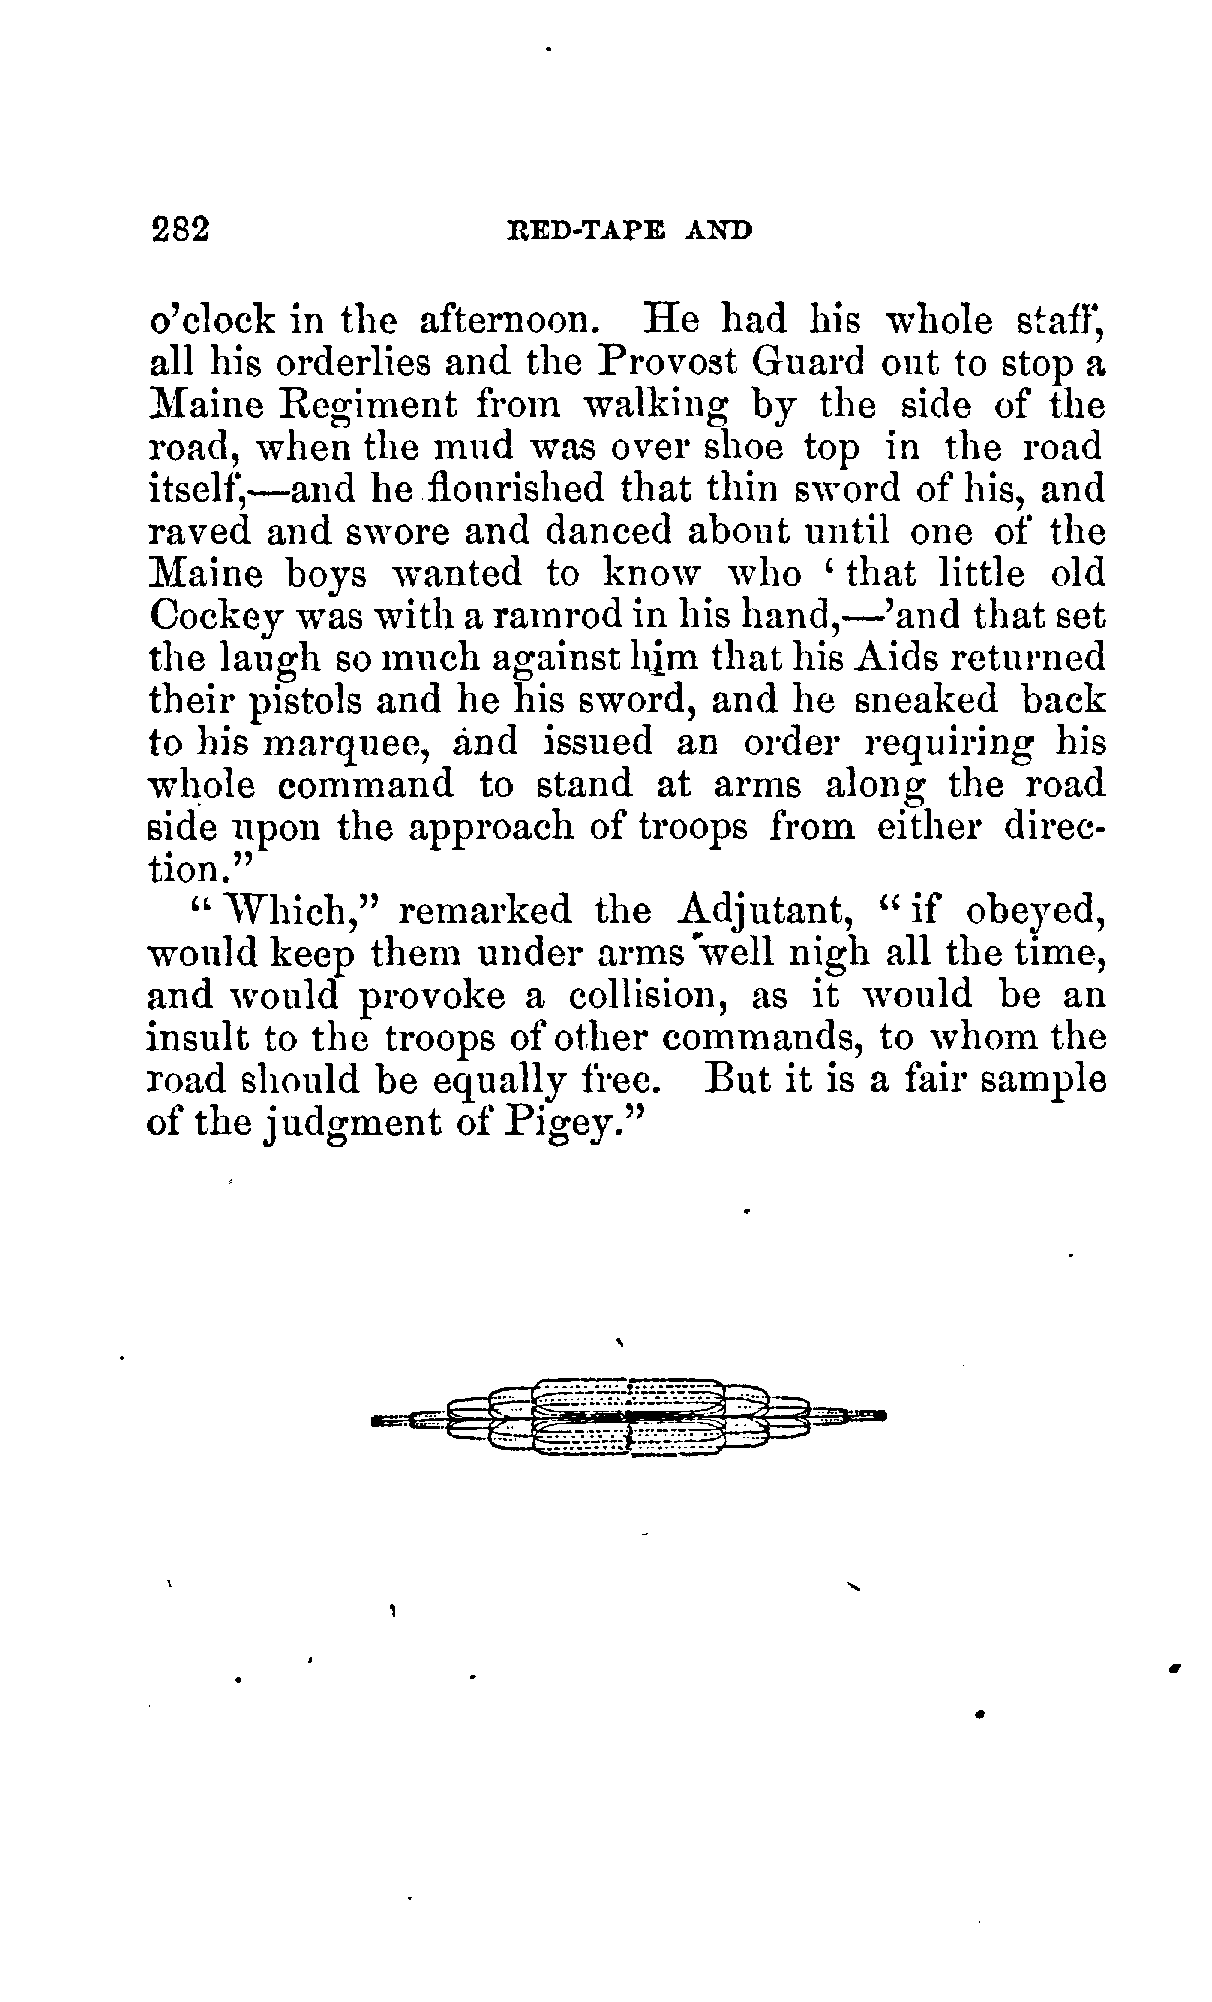 282 RED-TAPE AND
o'clock in the afternoon. He had his whole staff,
all his orderlies and the Provost Guard out to stop a
Maine Regiment from walking by the side of the
road, when the mud was over shoe top in the road
itself,—and he flourished that thin sword of his, and
raved and swore and danced about until one of the
Maine boys wanted to know who ‘ that little old
Cockey was with a ramrod in his hand,—’and that set
the laugh so much against him that his Aids returned
their pistols and he his sword, and he sneaked back
to his marquee, and issued an order requiring his
whole command to stand at arms along the road
side upon the approach of troops from either direc-
tion.”
“ Which,” remarked the Adjutant, “ if obeyed,
would keep them under arms well nigh all the time,
and would provoke a collision, as it would be an
insult to the troops of other commands, to whom the
road should be equally free. But it is a fair sample
of the judgment of Pigey.”